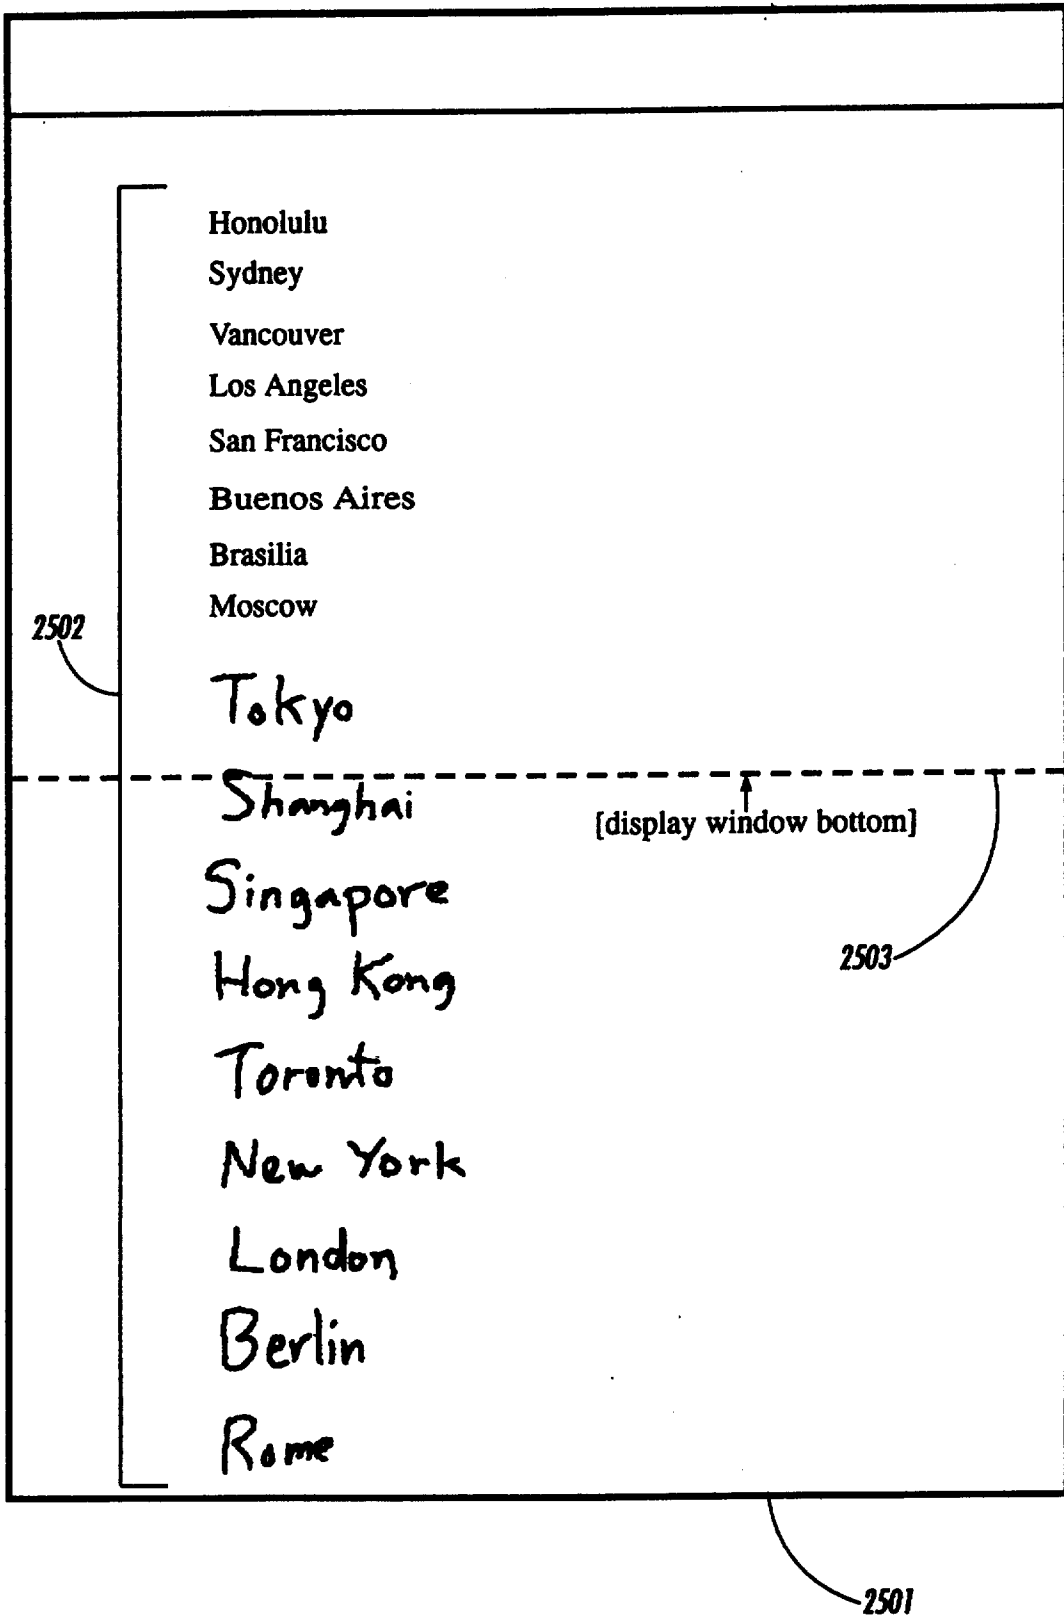 Honolulu
Sydney
Vancouver
Los Angeles
San Francisco
Buenos Aires
Brasilia
Moscow
2502
Tokyo
Shanghai
[display window bottom]
Singapore
2503
Hong Kong
Toronto
New York
London
Berlin
Rome
2501